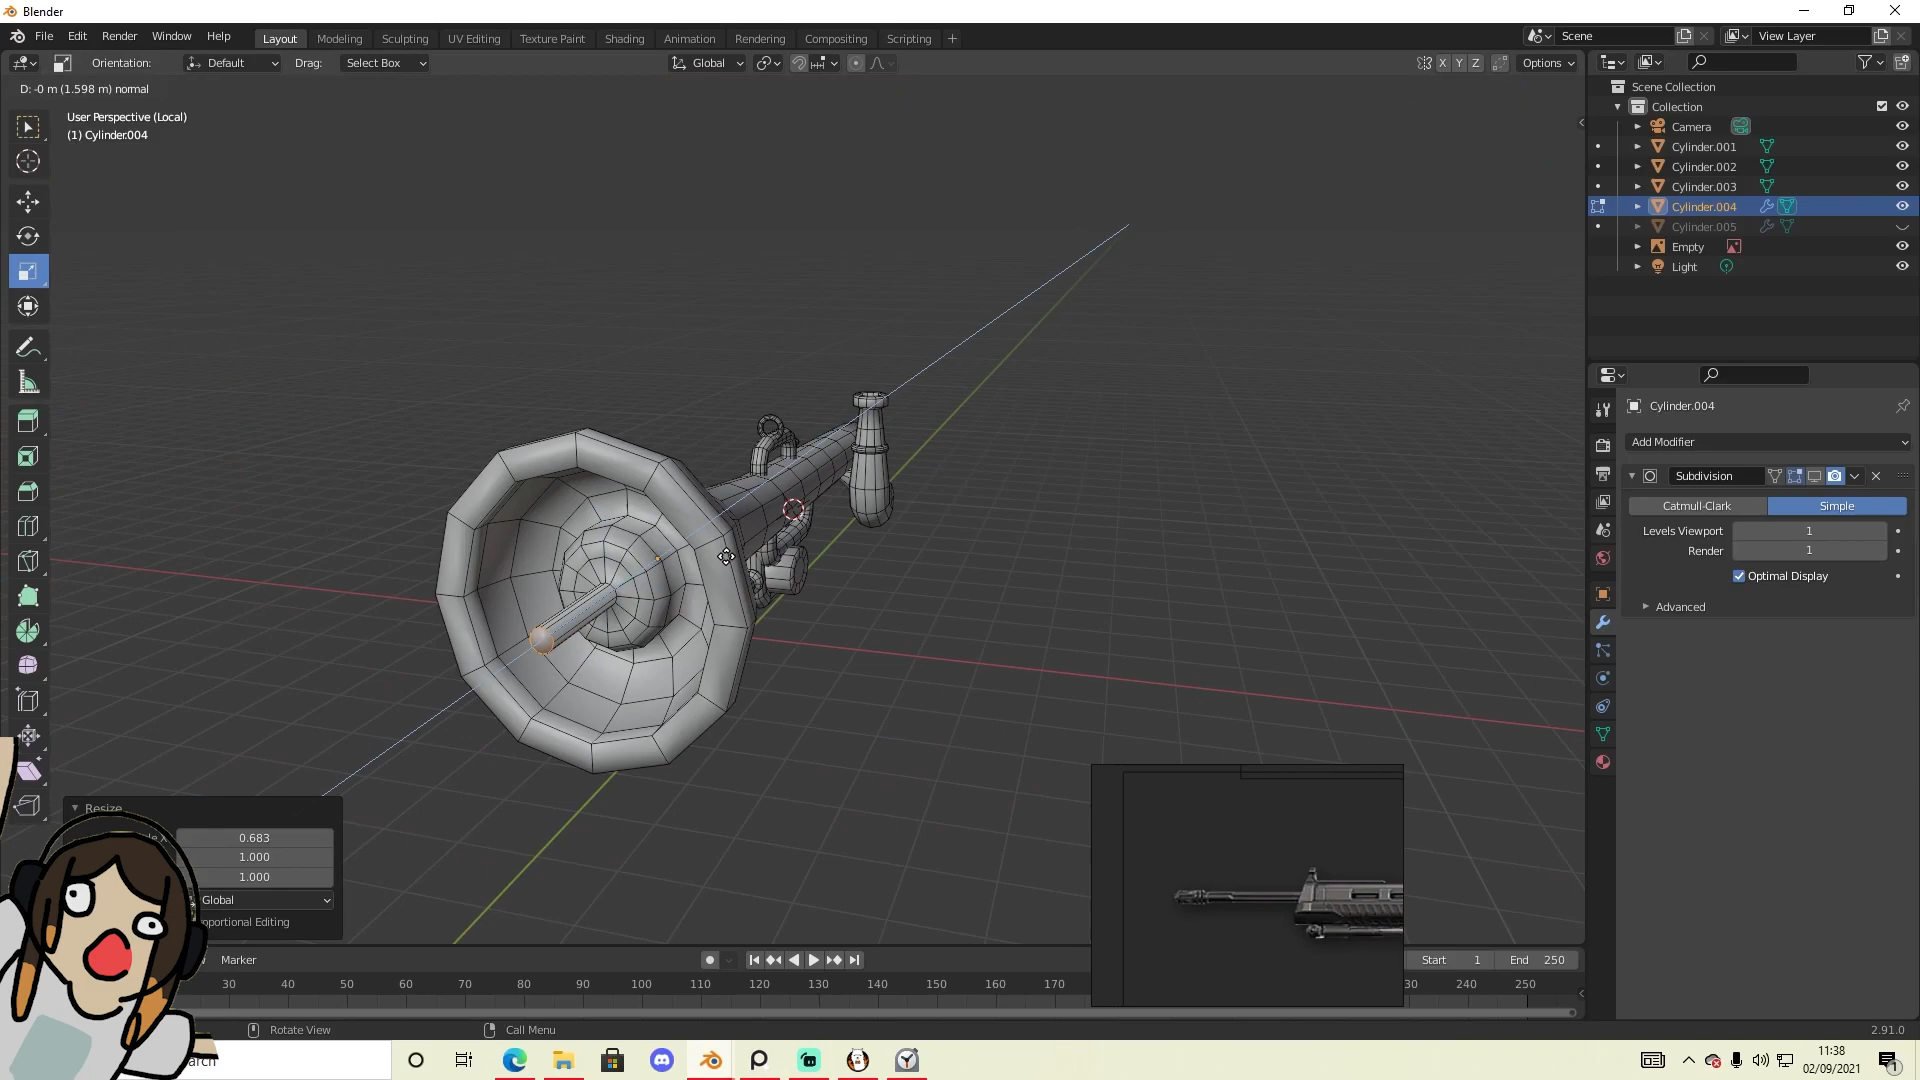 Blender
File Edit Render Window Help
Layout Modeling Sculpting UV Editing Texture Paint Shading Animation Rendering Compositing Scripting +
Scene
View Layer
Orientation: Default Drag: Select Box
Global
X Y Z
Options
D: -0 m (1.598 m) normal
User Perspective (Local)
(1) Cylinder.004
Scene Collection
Collection
Camera
Cylinder.001
Cylinder.002
Cylinder.003
Cylinder.004
Cylinder.005
Empty
Light
Cylinder.004
Add Modifier
Subdivision
Catmull-Clark Simple
Levels Viewport 1
Render 1
Optimal Display
Advanced
Resize
0.683
1.000
1.000
Global
oportional Editing
Marker
Start 1 End 250
30 40 50 60 70 80 90 100 110 120 130 140 150 160 170
30 240 250
Rotate View
Call Menu
2.91.0
arch
11:38
02/09/2021
1